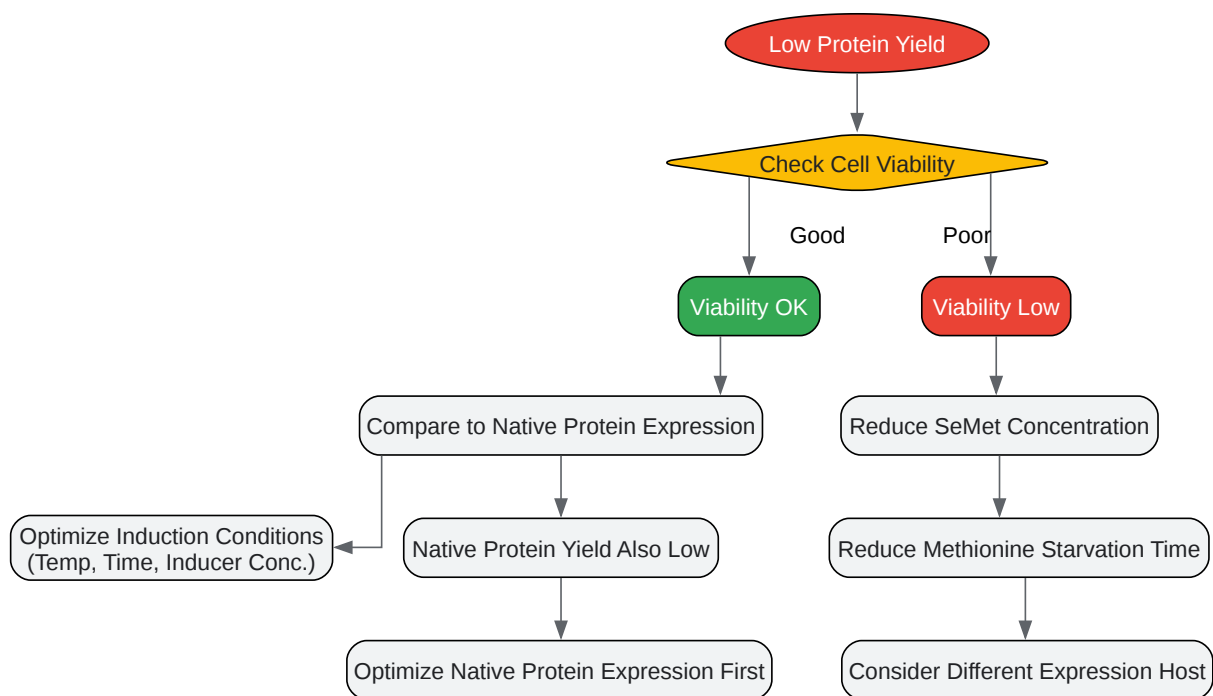 Low Protein Yield
Check Cell Viability
Good
Poor
Viability OK
Viability Low
Compare to Native Protein Expression
Reduce SeMet Concentration
Optimize Induction Conditions
(Temp, Time, Inducer Conc.)
Native Protein Yield Also Low
Reduce Methionine Starvation Time
Optimize Native Protein Expression First
Consider Different Expression Host